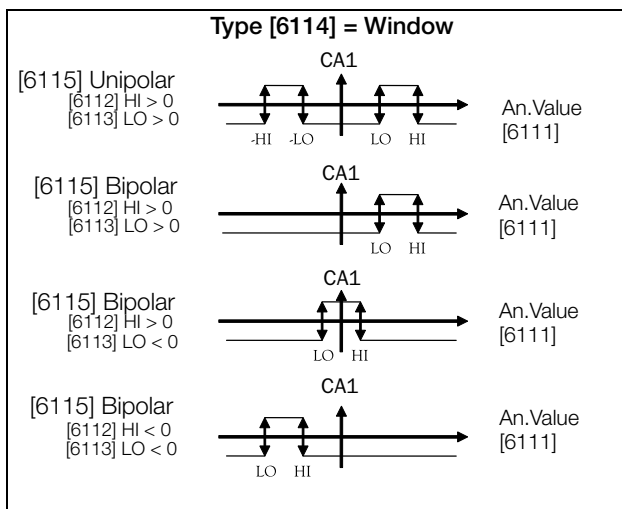 Type [6114] = Window
CA1
[6115] Unipolar
[6112] HI > 0
[6113] LO > 0
An.Value
[6111]
-HI -LO LO HI
CA1
[6115] Bipolar
[6112] HI > 0
[6113] LO > 0
An.Value
[6111]
LO HI
CA1
[6115] Bipolar
[6112] HI > 0
[6113] LO < 0
An.Value
[6111]
LO HI
CA1
[6115] Bipolar
[6112] HI < 0
[6113] LO < 0
An.Value
[6111]
LO HI